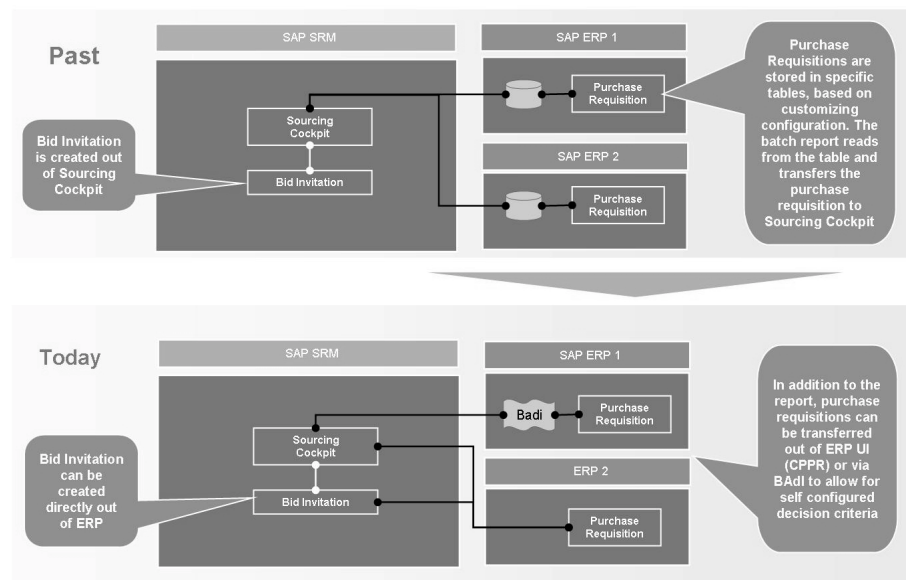 Past
SAP SRM
SAP ERP 1
Purchase
Requisition
Sourcing
Cockpit
Bid Invitation
SAP ERP 2
Purchase
Requisition
Bid Invitation
is created out
of Sourcing
Cockpit
Purchase
Requisitions are
stored in specific
tables, based on
customizing
configuration. The
batch report reads
from the table and
transfers the
purchase
requisition to
Sourcing Cockpit
Today
SAP SRM
SAP ERP 1
Badi
Purchase
Requisition
Sourcing
Cockpit
Bid Invitation
ERP 2
Purchase
Requisition
Bid Invitation
can be
created
directly out
of ERP
In addition to the
report, purchase
requisitions can
be transferred
out of ERP UI
(CPPR) or via
BAdI to allow for
self configured
decision criteria